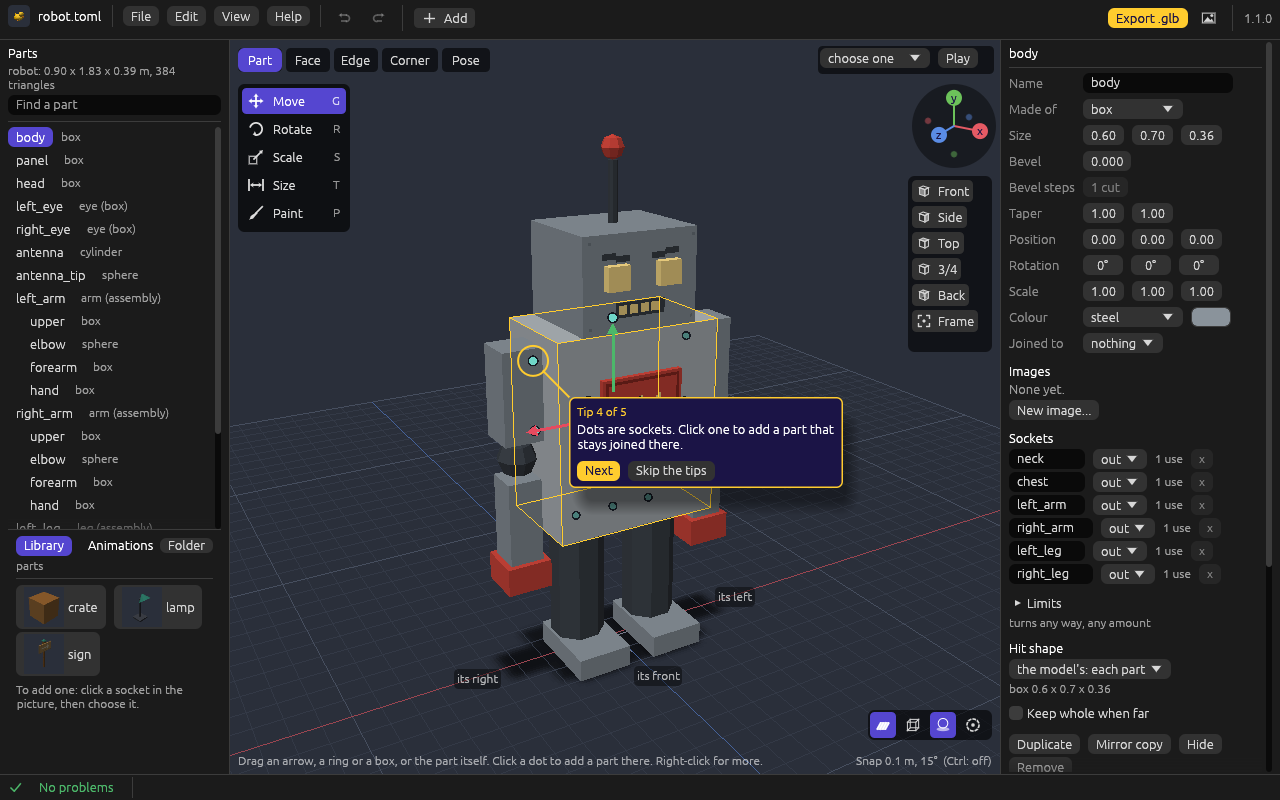 robot.toml
File
Edit
View
Help
Add
Export .glb
1.1.0
Parts
robot: 0.90 x 1.83 x 0.39 m, 384
triangles
Find a part
body box
panel box
head box
left_eye eye (box)
right_eye eye (box)
antenna cylinder
antenna_tip sphere
left_arm arm (assembly)
upper box
elbow sphere
forearm box
hand box
right_arm arm (assembly)
upper box
elbow sphere
forearm box
hand box
left_leg leg (assembly)
Library
Animations
Folder
parts
crate
lamp
sign
To add one: click a socket in the
picture, then choose it.
Part
Face
Edge
Corner
Pose
Move G
Rotate R
Scale S
Size T
Paint P
choose one
Play
y
x
z
Front
Side
Top
3/4
Back
Frame
Tip 4 of 5
Dots are sockets. Click one to add a part that
stays joined there.
Next
Skip the tips
its left
its right
its front
Drag an arrow, a ring or a box, or the part itself. Click a dot to add a part there. Right-click for more.
Snap 0.1 m, 15° (Ctrl: off)
body
Name body
Made of box
Size 0.60 0.70 0.36
Bevel 0.000
Bevel steps 1 cut
Taper 1.00 1.00
Position 0.00 0.00 0.00
Rotation 0° 0° 0°
Scale 1.00 1.00 1.00
Colour steel
Joined to nothing
Images
None yet.
New image...
Sockets
neck out 1 use x
chest out 1 use x
left_arm out 1 use x
right_arm out 1 use x
left_leg out 1 use x
right_leg out 1 use x
Limits
turns any way, any amount
Hit shape
the model's: each part
box 0.6 x 0.7 x 0.36
Keep whole when far
Duplicate
Mirror copy
Hide
Remove
No problems